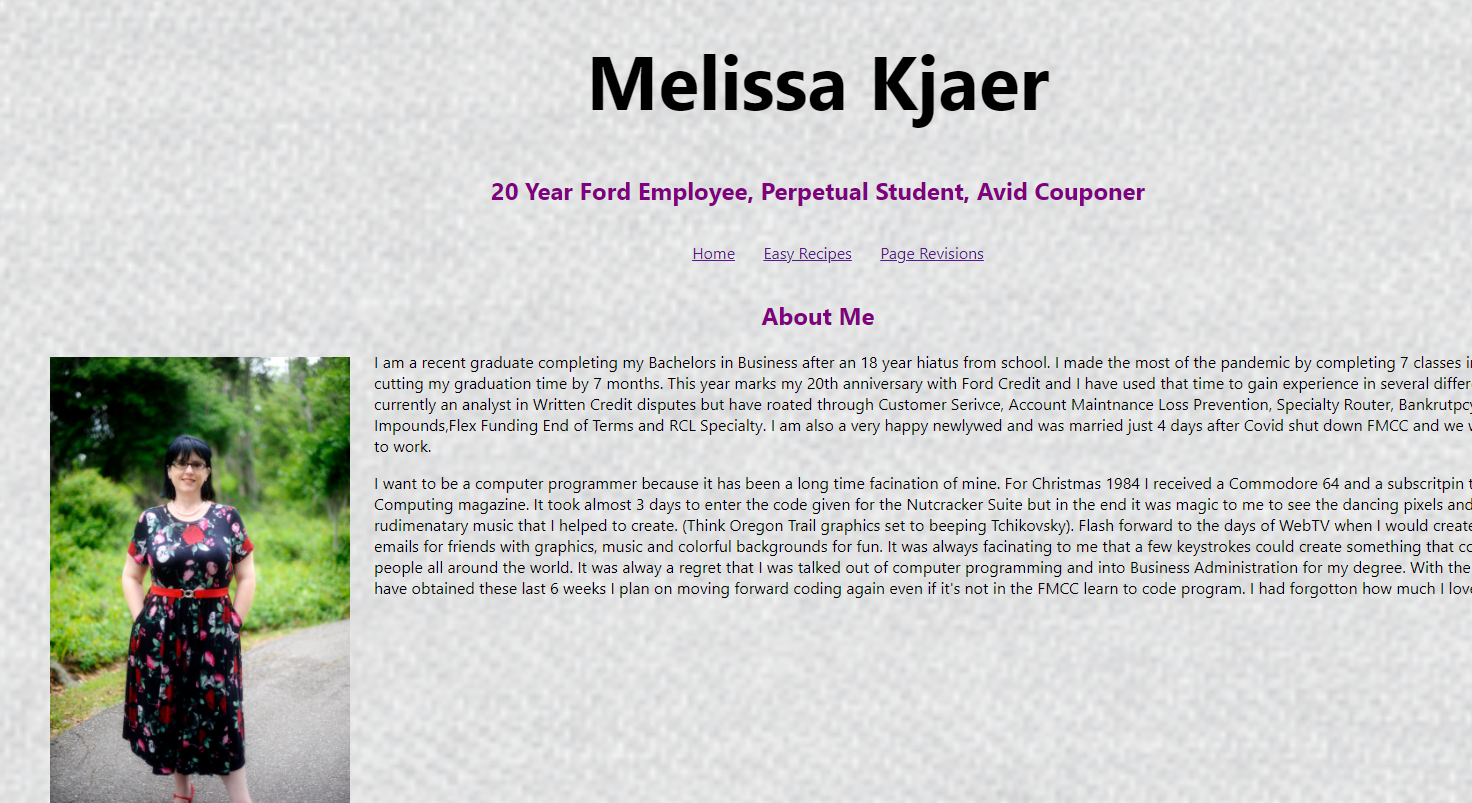 Melissa Kjaer
20 Year Ford Employee, Perpetual Student, Avid Couponer
Home Easy Recipes Page Revisions
About Me
I am a recent graduate completing my Bachelors in Business after an 18 year hiatus from school. I made the most of the pandemic by completing 7 classes
cutting my graduation time by 7 months. This year marks my 20th anniversary with Ford Credit and I have used that time to gain experience in several
currently an analyst in Written Credit disputes but have roated through Customer Serivce, Account Maintnance Loss Prevention, Specialty Router, Bankrutpcy
Impounds,Flex Funding End of Terms and RCL Specialty. I am also a very happy newlywed and was married just 4 days after Covid shut down FMCC and we
to work.
I want to be a computer programmer because it has been a long time facination of mine. For Christmas 1984 I received a Commodore 64 and a subscritpin
Computing magazine. It took almost 3 days to enter the code given for the Nutcracker Suite but in the end it was magic to me to see the dancing pixels and
rudimenatary music that I helped to create. (Think Oregon Trail graphics set to beeping Tchikovsky). Flash forward to the days of WebTV when I would create
emails for friends with graphics, music and colorful backgrounds for fun. It was always facinating to me that a few keystrokes could create something that
people all around the world. It was alway a regret that I was talked out of computer programming and into Business Administration for my degree. With the
have obtained these last 6 weeks I plan on moving forward coding again even if it's not in the FMCC learn to code program. I had forgotton how much I love